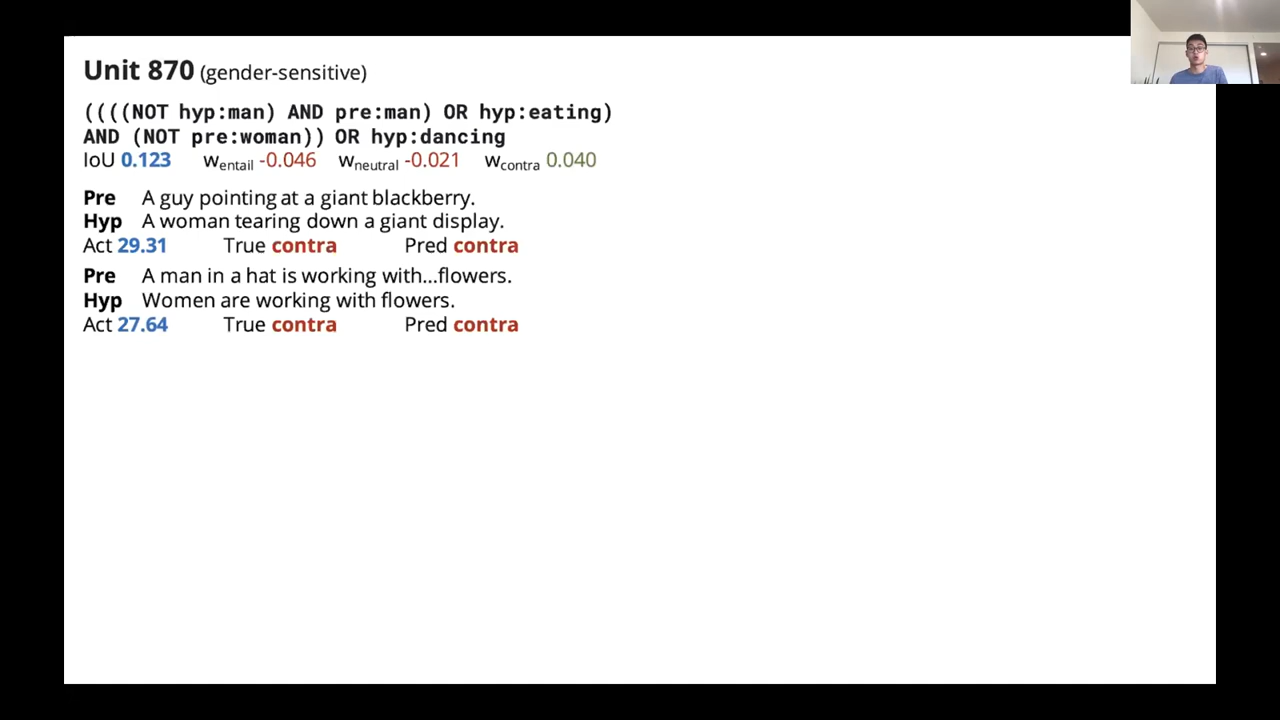 Unit 870 (gender-sensitive)
((((NOT hyp:man) AND pre:man) OR hyp:eating)
AND (NOT pre:woman)) OR hyp:dancing
IoU 0.123 wentail -0.046 wneutral -0.021 wcontra 0.040
Pre A guy pointing at a giant blackberry.
Hyp A woman tearing down a giant display.
Act 29.31 True contra Pred contra
Pre A man in a hat is working with...flowers.
Hyp Women are working with flowers.
Act 27.64 True contra Pred contra